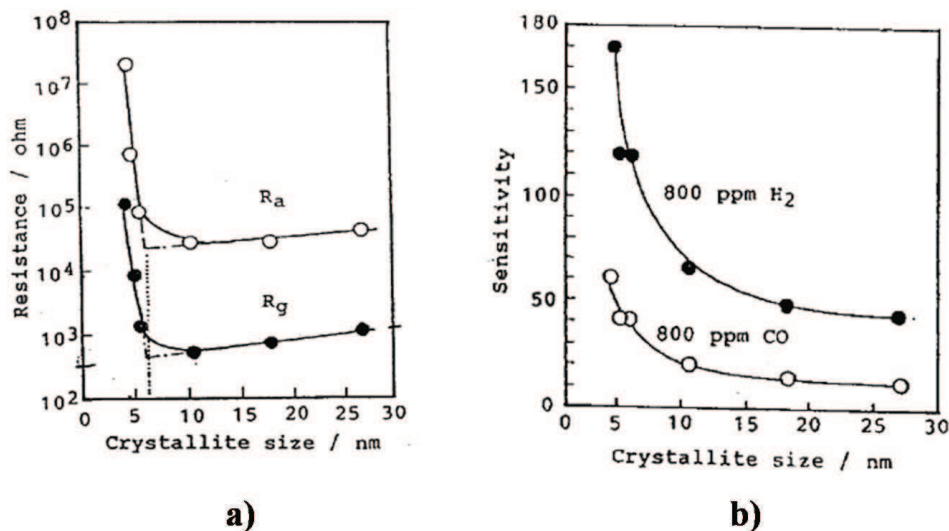 10⁸
10⁷
10⁶
10⁵
10⁴
10³
10²
Resistance / ohm
Rₐ
R_g
0 5 10 15 20 25 30
Crystallite size / nm
a)
180
150
100
50
0
Sensitivity
800 ppm H₂
800 ppm CO
0 5 10 15 20 25 30
Crystallite size / nm
b)